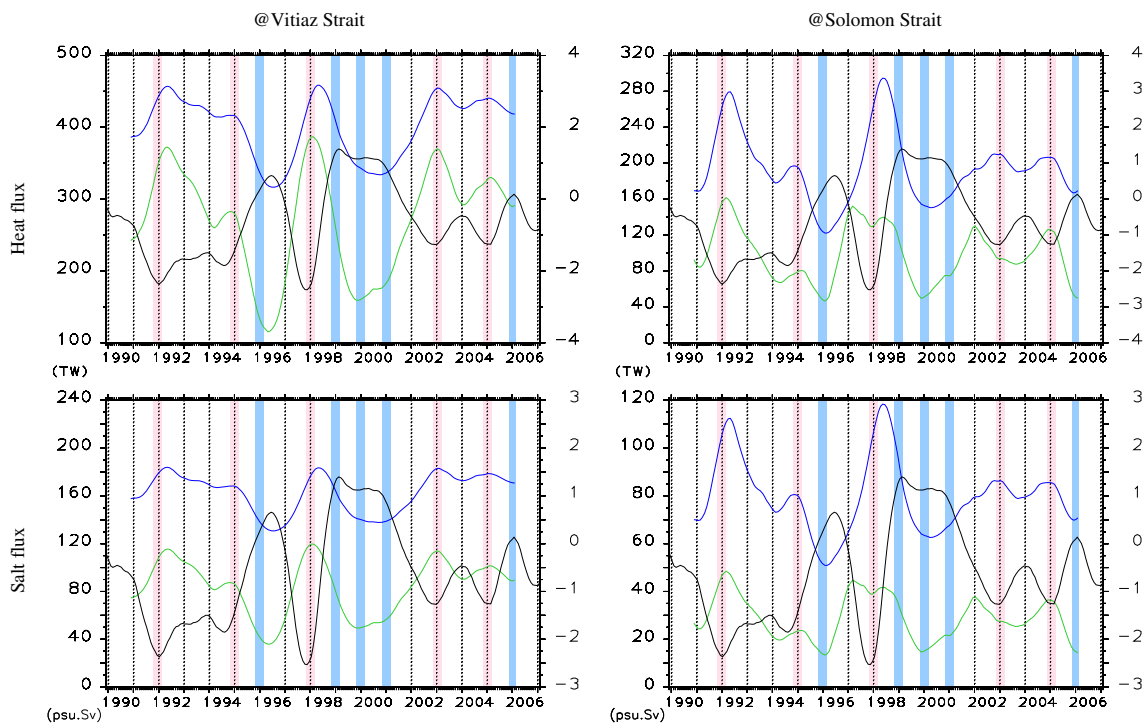 @Vitiaz Strait @Solomon Strait
500 4 320 4
280 3
400 2 240 2
200 1
300 0 160 0
120 −1
200 −2 80 −2
40 −3
100 −4 0 −4
Heat flux
1990 1992 1994 1996 1998 2000 2002 2004 2006 1990 1992 1994 1996 1998 2000 2002 2004 2006
(TW) (TW)
240 3 120 3
200 2 100 2
160 1 80 1
120 0 60 0
80 −1 40 −1
40 −2 20 −2
0 −3 0 −3
Salt flux
1990 1992 1994 1996 1998 2000 2002 2004 2006 1990 1992 1994 1996 1998 2000 2002 2004 2006
(psu.Sv) (psu.Sv)